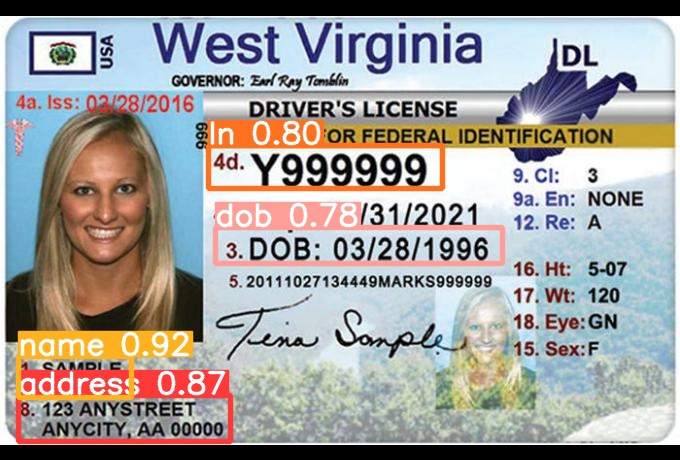 West Virginia
USA
GOVERNOR: Earl Ray Tomblin
DL
4a. Iss: 03/28/2016
DRIVER'S LICENSE
999
ln 0.80
FOR FEDERAL IDENTIFICATION
4d. Y999999
9. Cl: 3
9a. En: NONE
dob 0.78
/31/2021
12. Re: A
3. DOB: 03/28/1996
5. 20111027134449MARKS999999
16. Ht: 5-07
17. Wt: 120
18. Eye: GN
15. Sex: F
Tina Sample
name 0.92
1. SAMPLE
address 0.87
8. 123 ANYSTREET
ANYCITY, AA 00000